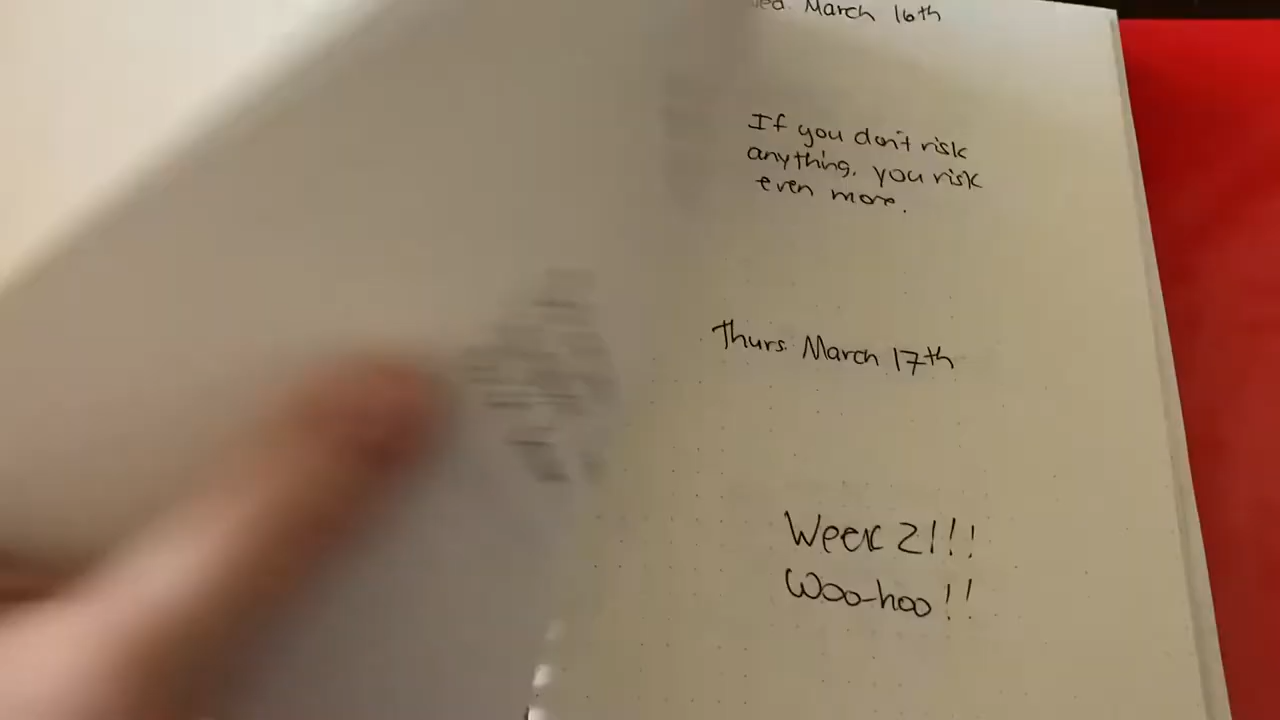 March 16th
If you don't risk
anything, you risk
even more.
Thurs. March 17th
Week 2!!!
Woo-hoo!!